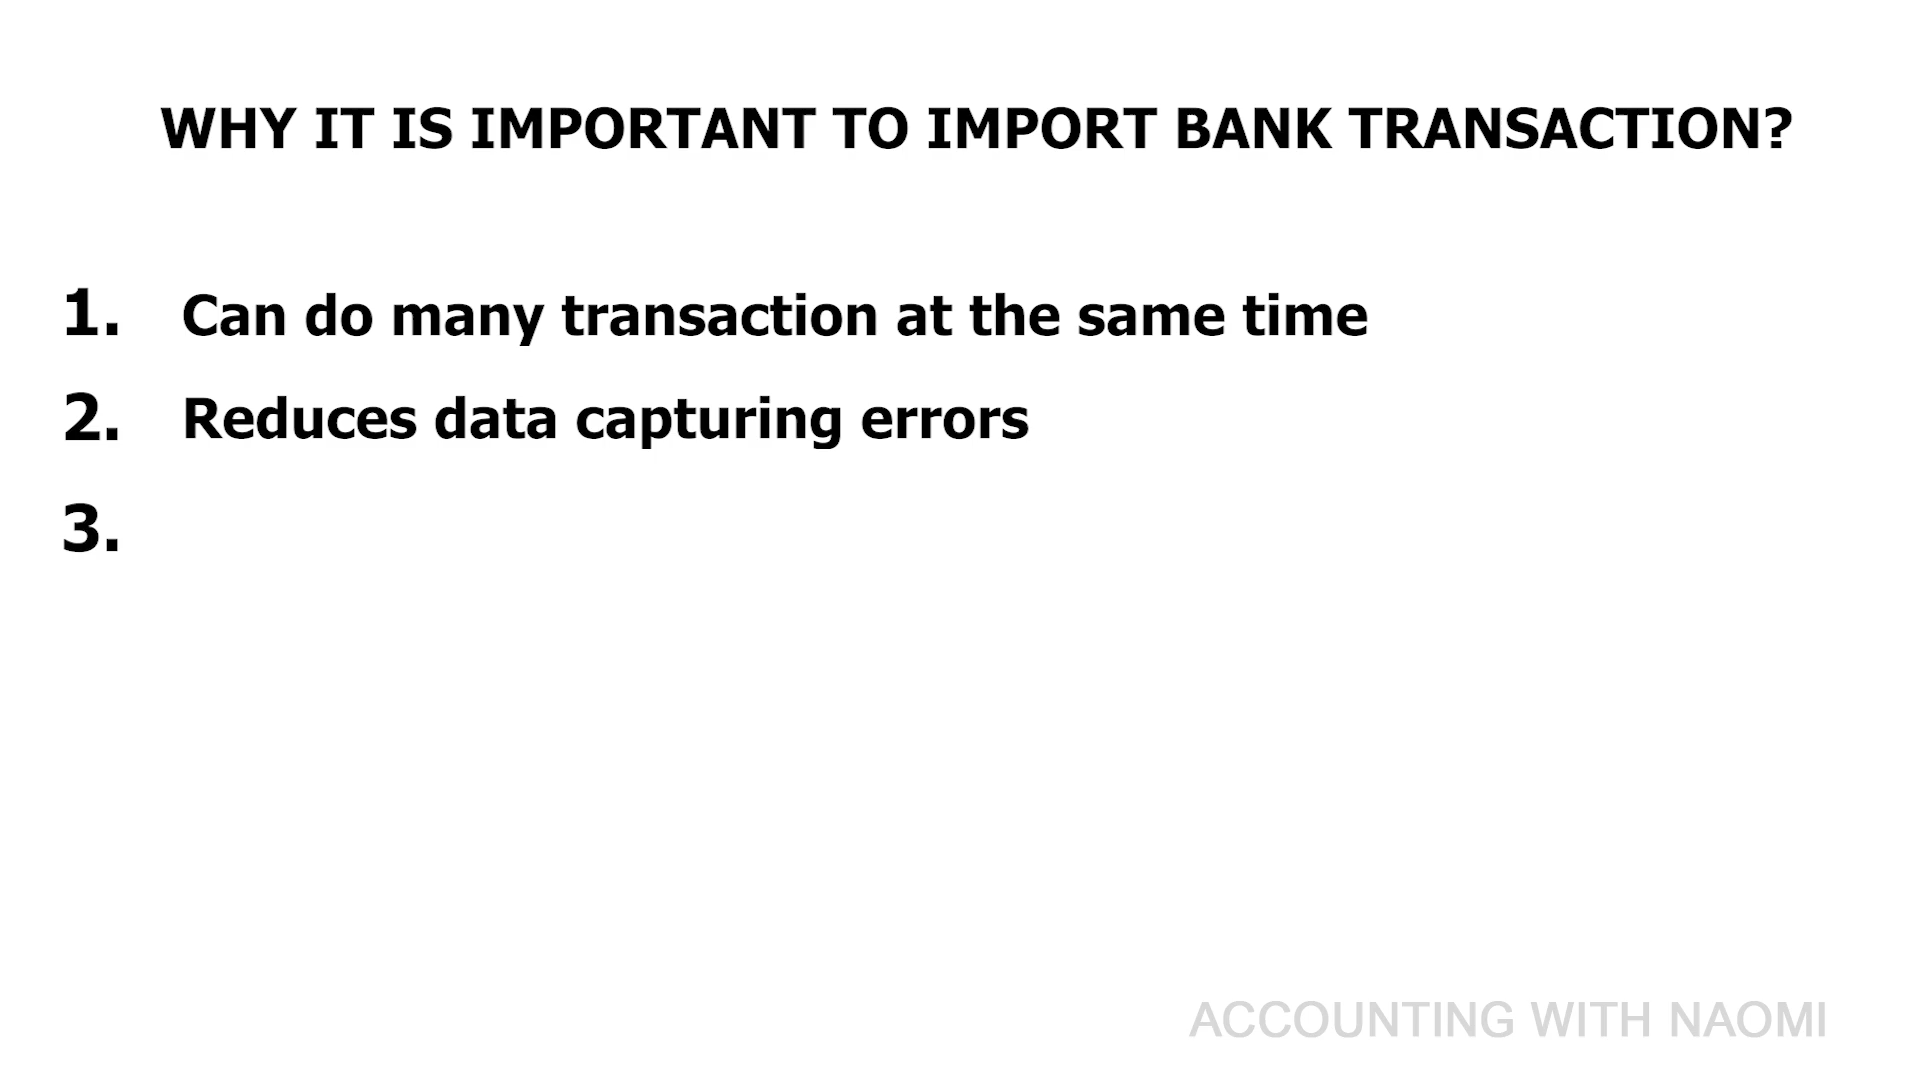 WHY IT IS IMPORTANT TO IMPORT BANK TRANSACTION?
1. Can do many transaction at the same time
2. Reduces data capturing errors
3.
ACCOUNTING WITH NAOMI